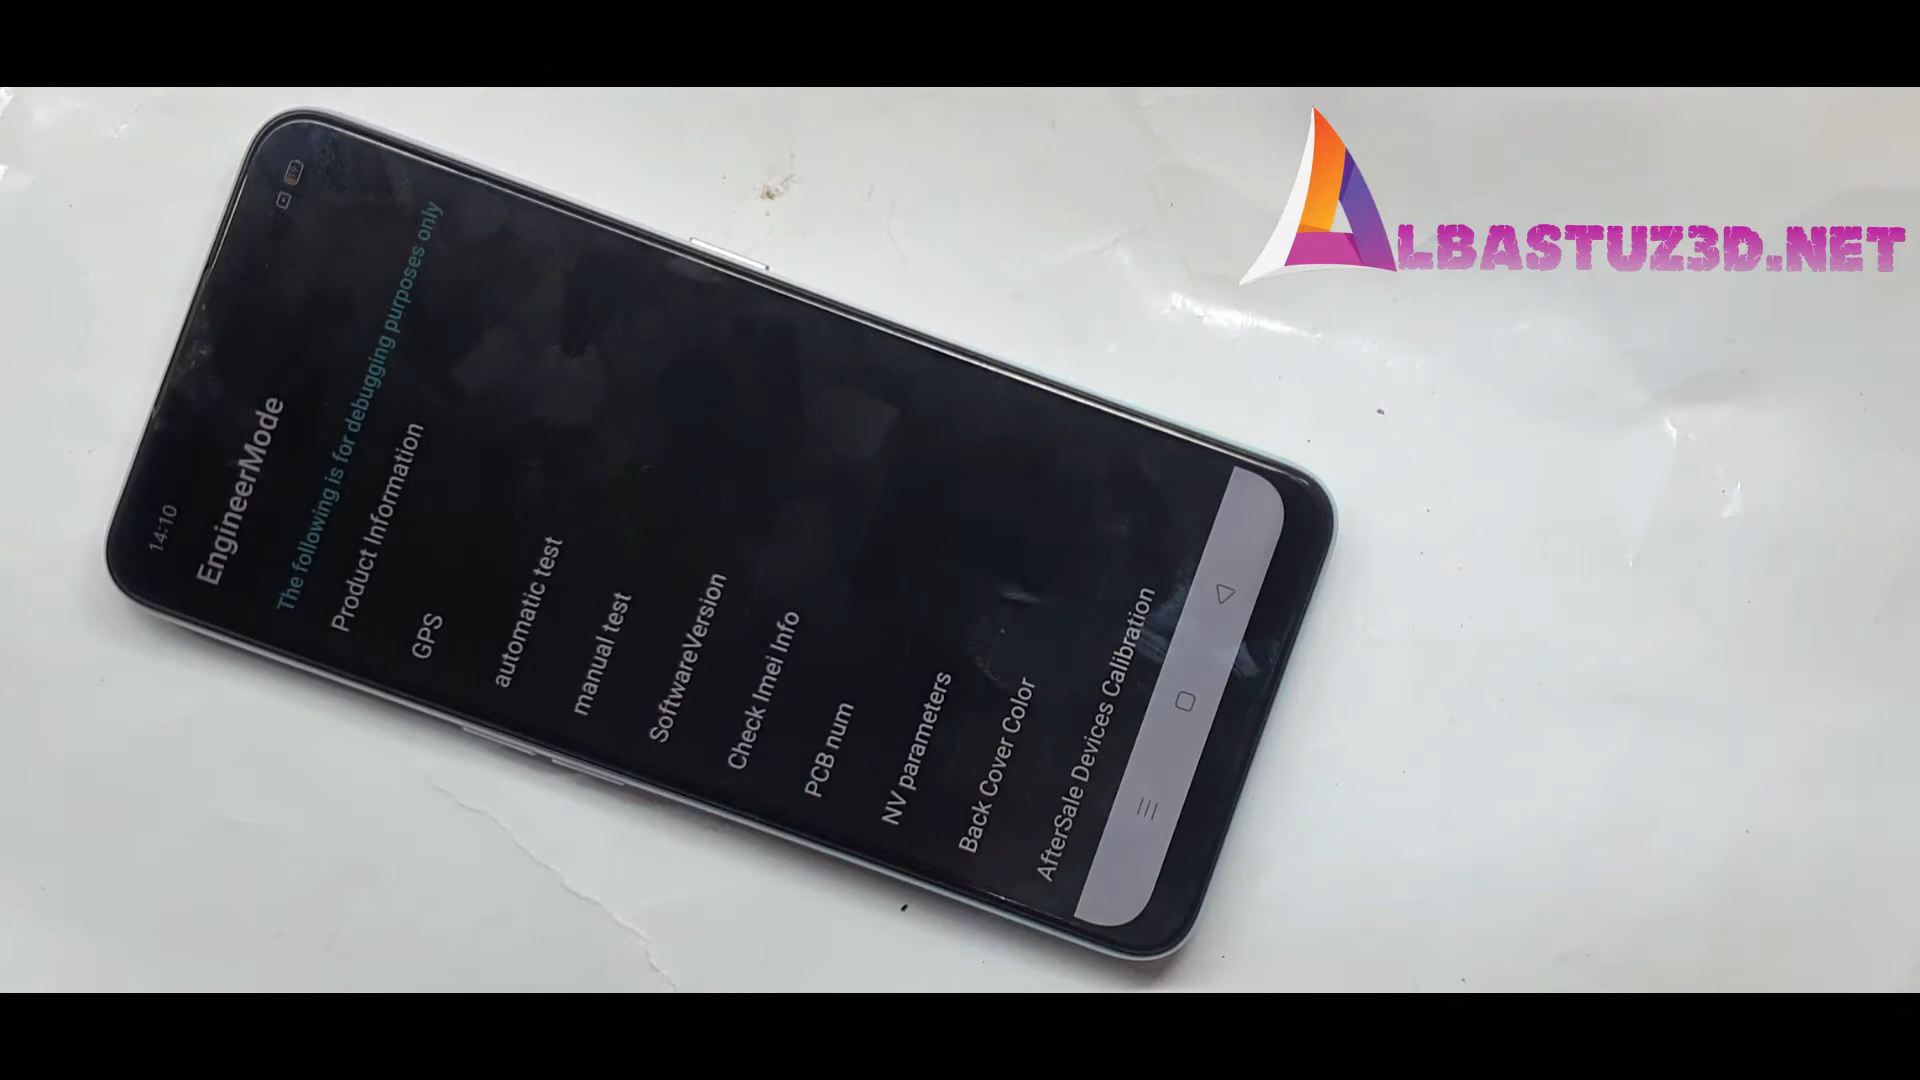 14:10
EngineerMode
The following is for debugging purposes only
Product Information
GPS
automatic test
manual test
SoftwareVersion
Check Imei Info
PCB num
NV parameters
Back Cover Color
AfterSale Devices Calibration
ALBASTUZ3D.NET